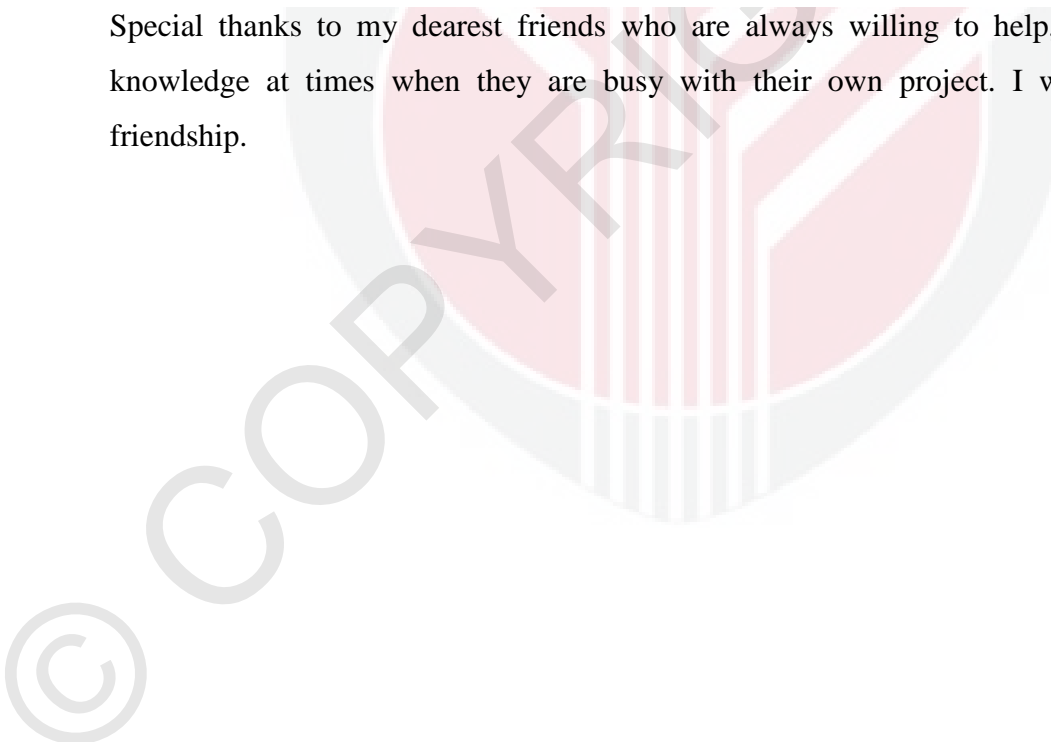 Special thanks to my dearest friends who are always willing to help
knowledge at times when they are busy with their own project. I
friendship.
© COPYRIG